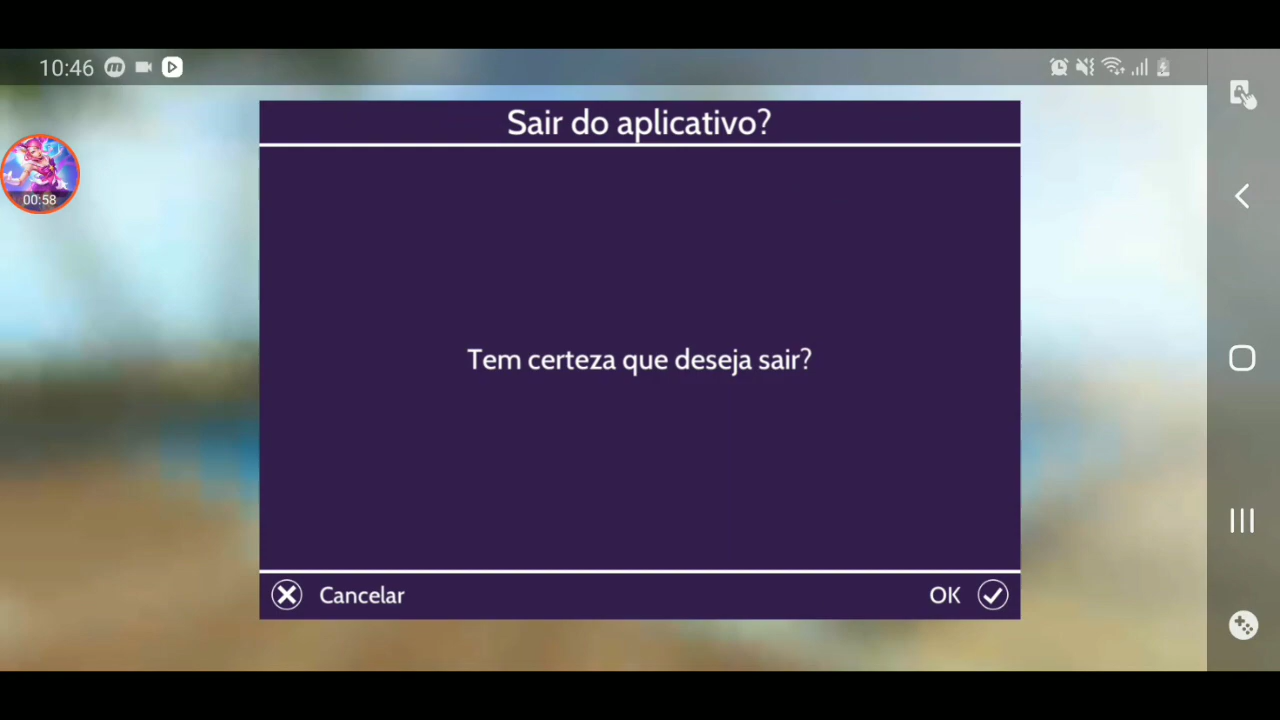 10:46
Sair do aplicativo?
00:58
Tem certeza que deseja sair?
Cancelar
OK